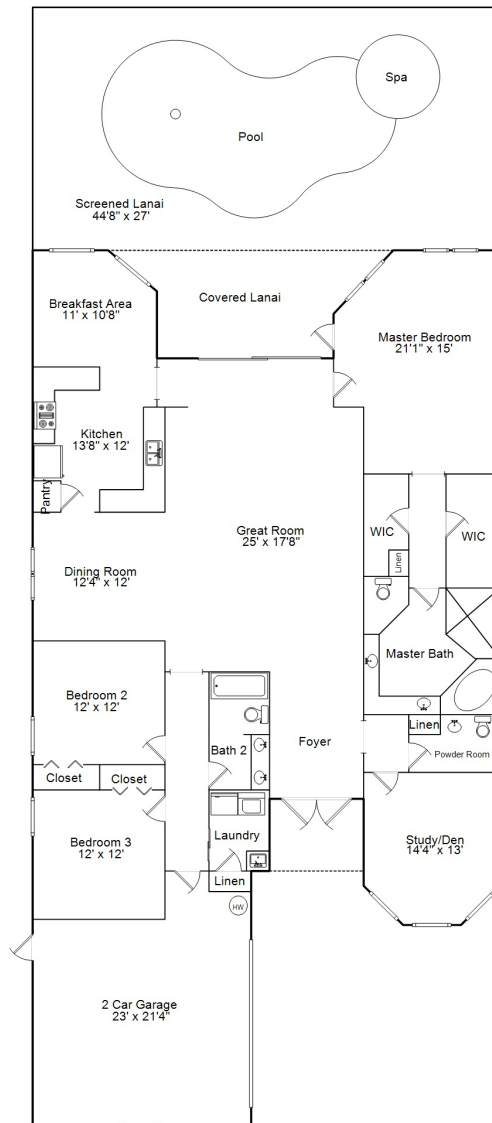 Spa
Pool
Screened Lanai
44'8" x 27'
Breakfast Area
11' x 10'8"
Covered Lanai
Master Bedroom
21'1" x 15'
Kitchen
13'8" x 12'
Pantry
Great Room
25' x 17'8"
WIC
WIC
Linen
Dining Room
12'4" x 12'
Master Bath
Bedroom 2
12' x 12'
Linen
Bath 2
Foyer
Powder Room
Closet
Closet
Bedroom 3
12' x 12'
Laundry
Study/Den
14'4" x 13'
Linen
HW
2 Car Garage
23' x 21'4"